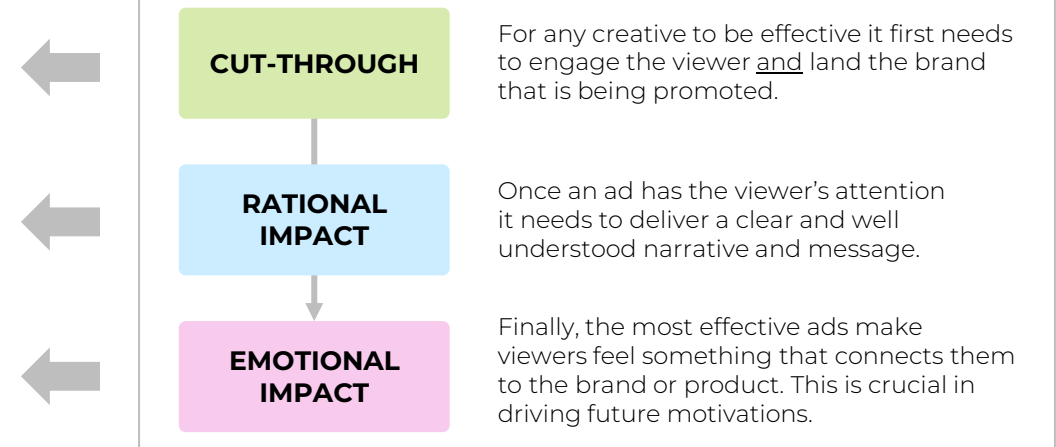 CUT-THROUGH
For any creative to be effective it first needs
to engage the viewer and land the brand
that is being promoted.
RATIONAL
IMPACT
Once an ad has the viewer’s attention
it needs to deliver a clear and well
understood narrative and message.
EMOTIONAL
IMPACT
Finally, the most effective ads make
viewers feel something that connects them
to the brand or product. This is crucial in
driving future motivations.